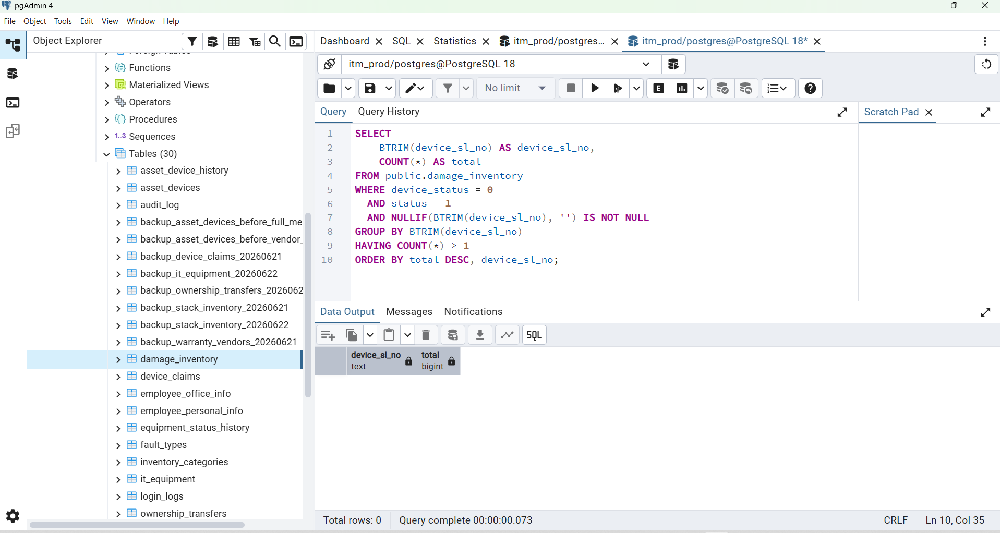 pgAdmin 4
File Object Tools Edit View Window Help
Object Explorer
Dashboard SQL Statistics itm_prod/postgres... itm_prod/postgres@PostgreSQL 18*
Functions
Materialized Views
Operators
Procedures
1..3 Sequences
Tables (30)
asset_device_history
asset_devices
audit_log
backup_asset_devices_before_full_me
backup_asset_devices_before_vendor_
backup_device_claims_20260621
backup_it_equipment_20260622
backup_ownership_transfers_2026062
backup_stack_inventory_20260621
backup_stack_inventory_20260622
backup_warranty_vendors_20260621
damage_inventory
device_claims
employee_office_info
employee_personal_info
equipment_status_history
fault_types
inventory_categories
it_equipment
login_logs
ownership_transfers
itm_prod/postgres@PostgreSQL 18
No limit E
Query Query History
Scratch Pad
1 SELECT
2 BTRIM(device_sl_no) AS device_sl_no,
3 COUNT(*) AS total
4 FROM public.damage_inventory
5 WHERE device_status = 0
6 AND status = 1
7 AND NULLIF(BTRIM(device_sl_no), '') IS NOT NULL
8 GROUP BY BTRIM(device_sl_no)
9 HAVING COUNT(*) > 1
10 ORDER BY total DESC, device_sl_no;
Data Output Messages Notifications
SQL
device_sl_no total
text bigint
Total rows: 0 Query complete 00:00:00.073 CRLF Ln 10, Col 35